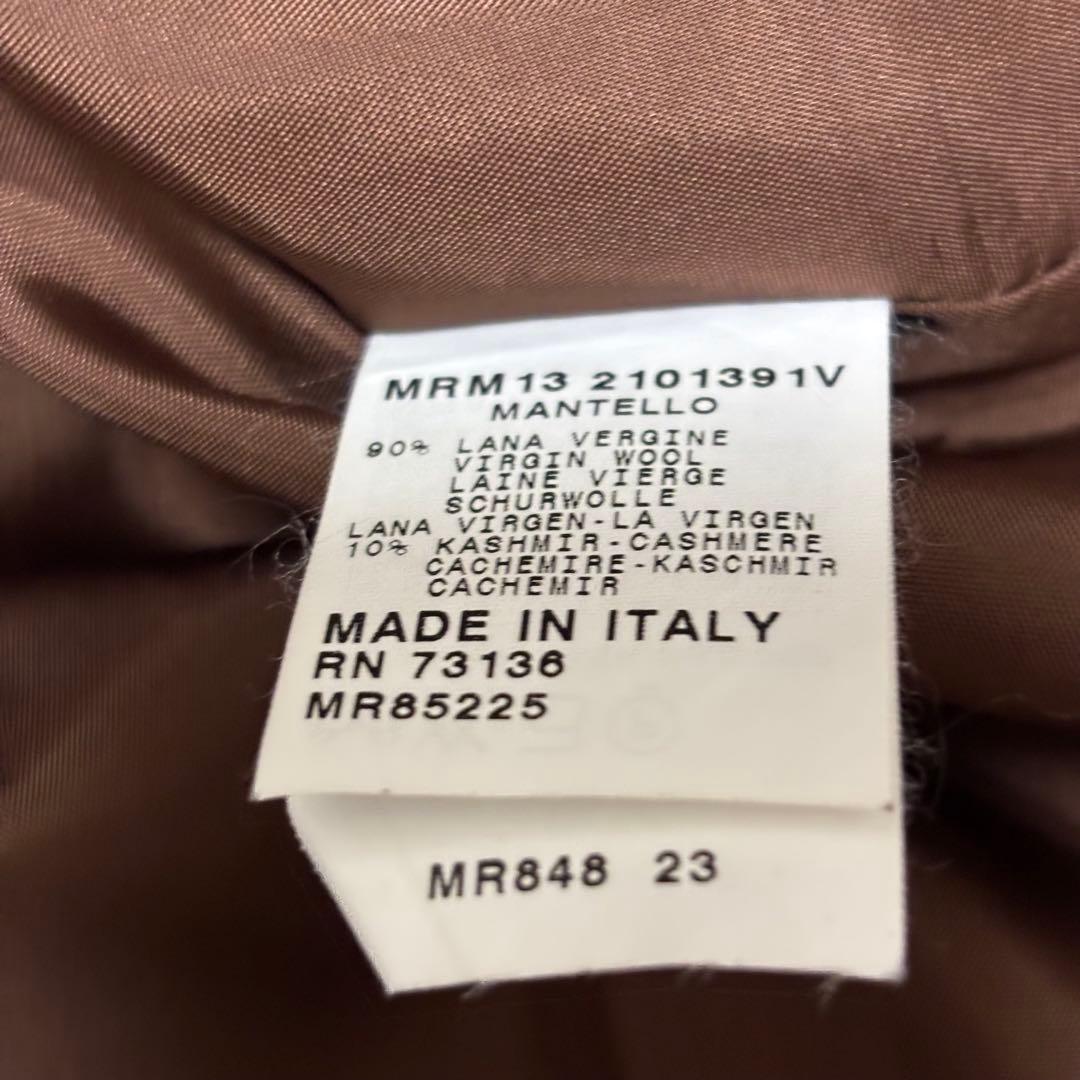 MRM13 2101391V
MANTELLO
90% LANA VERGINE
VIRGIN WOOL
LAINE VIERGE
SCHURWOLLE
LANA VIRGEN-LA VIRGEN
10% KASHMIR-CASHMERE
CACHEMIRE-KASCHMIR
CACHEMIR
MADE IN ITALY
RN 73136
MR85225
MR848 23